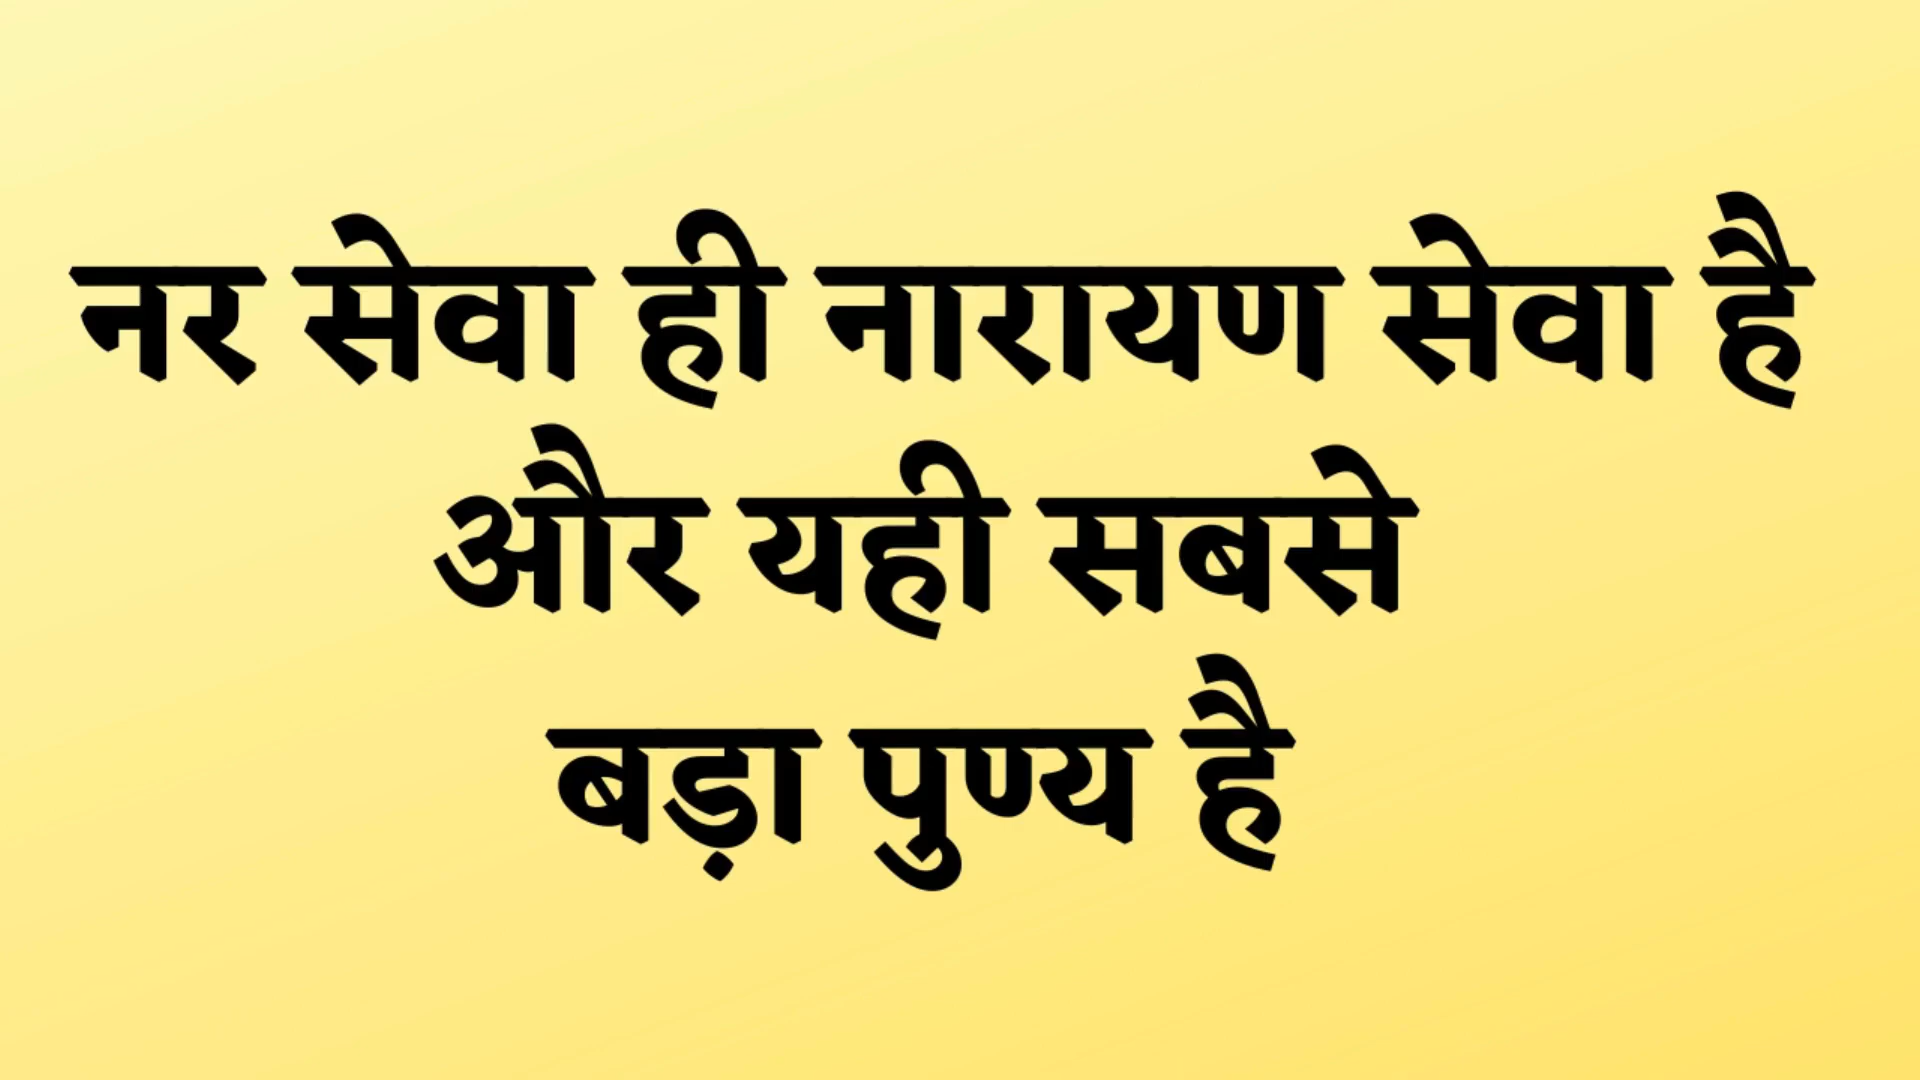 नर सेवा ही नारायण सेवा है
और यही सबसे
बड़ा पुण्य है